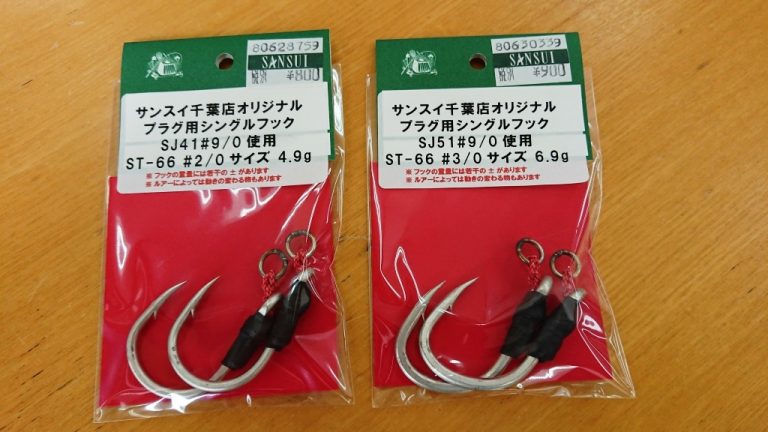 80628759
SANSUI
税別 ¥800
サンスイ千葉店オリジナル
プラグ用シングルフック
SJ41#9/0 使用
ST-66 #2/0 サイズ 4.9g
※ フックの重量には若干の ± があります
※ ルアーによっては動きの変わる物もあります
80630339
SANSUI
税別 ¥900
サンスイ千葉店オリジナル
プラグ用シングルフック
SJ51#9/0 使用
ST-66 #3/0 サイズ 6.9g
※ フックの重量には若干の ± があります
※ ルアーによっては動きの変わる物もあります